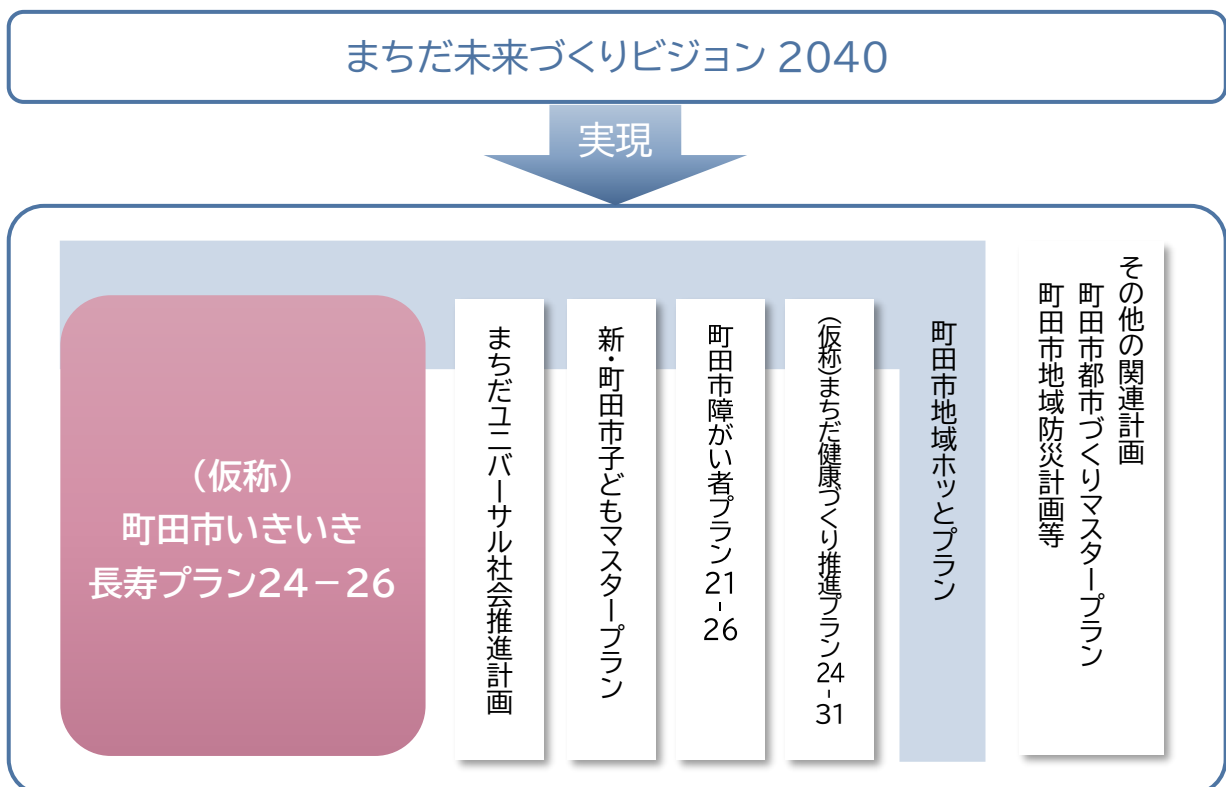 まちだ未来づくりビジョン 2040
実現
(仮称)
町田市いきいき
長寿プラン24-26
まちだユニバーサル社会推進計画
新・町田市子どもマスタープラン
町田市障がい者プラン21-26
(仮称)まちだ健康づくり推進プラン24-31
町田市地域ホッとプラン
その他の関連計画
町田市都市づくりマスタープラン
町田市地域防災計画等